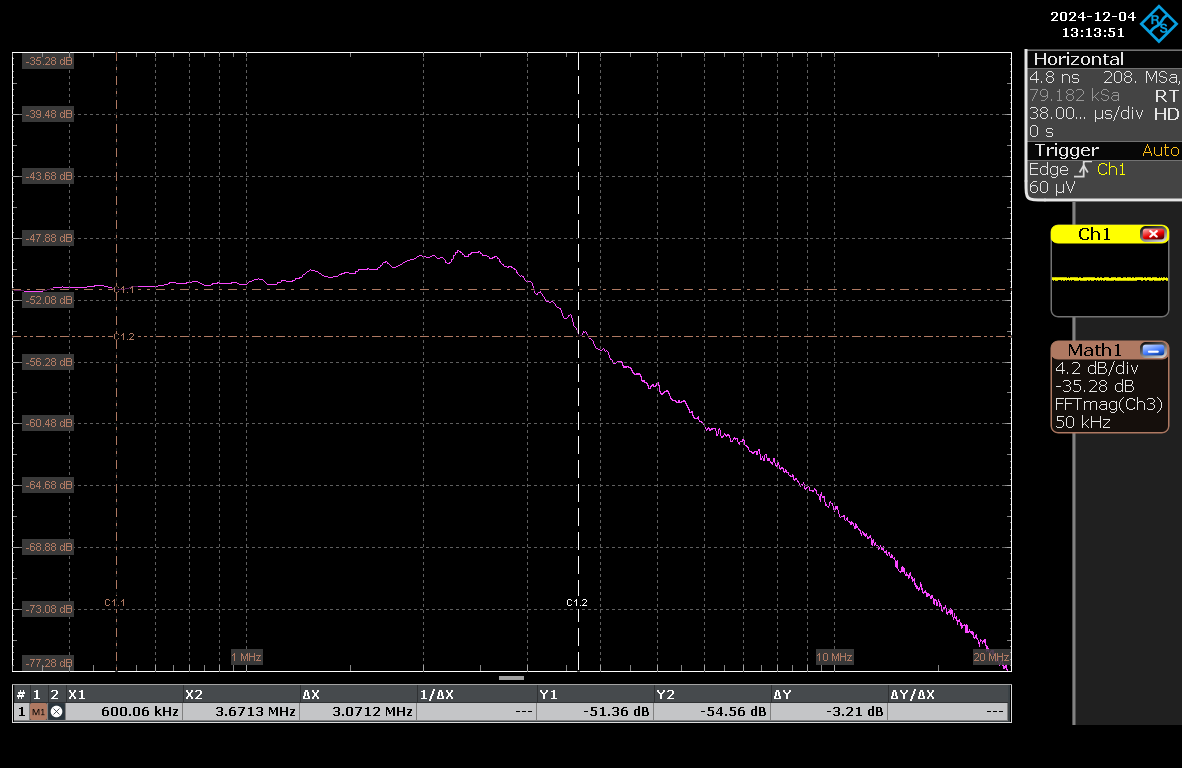 2024-12-04
13:13:51
R S
Horizontal
4.8 ns 208. MSa,
79.182 kSa RT
38.00... µs/div HD
0 s
Trigger Auto
Edge Ch1
60 µV
Ch1
Math1
4.2 dB/div
-35.28 dB
FFTmag(Ch3)
50 kHz
-35.28 dB
-39.48 dB
-43.68 dB
-47.88 dB
C1.1
-52.08 dB
C1.2
-56.28 dB
-60.48 dB
-64.68 dB
-68.88 dB
-73.08 dB
C1.1 C1.2
-77.28 dB
1 MHz 10 MHz 20 MHz
# 1 2 X1 X2 ΔX 1/ΔX Y1 Y2 ΔY ΔY/ΔX
1 M1 600.06 kHz 3.6713 MHz 3.0712 MHz --- -51.36 dB -54.56 dB -3.21 dB ---